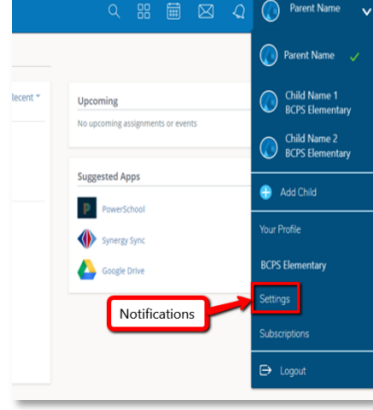 Parent Name
Parent Name
ecent
Child Name 1
BCPS Elementary
Child Name 2
BCPS Elementary
Upcoming
No upcoming assignments or events
Suggested Apps
PowerSchool
Synergy Sync
Google Drive
Add Child
Your Profile
BCPS Elementary
Settings
Notifications
Subscriptions
Logout